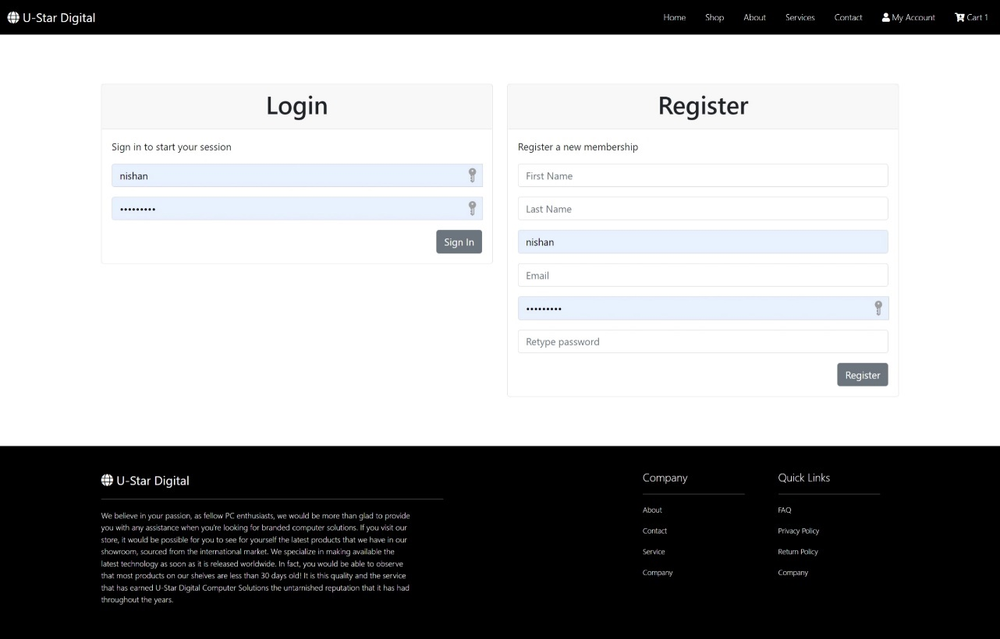 U-Star Digital
Home Shop About Services Contact My Account Cart 1
Login
Sign in to start your session
nishan
•••••••••
Sign In
Register
Register a new membership
First Name
Last Name
nishan
Email
•••••••••
Retype password
Register
U-Star Digital
We believe in your passion, as fellow PC enthusiasts, we would be more than glad to provide
you with any assistance when you're looking for branded computer solutions. If you visit our
store, it would be possible for you to see for yourself the latest products that we have in our
showroom, sourced from the international market. We specialize in making available the
latest technology as soon as it is released worldwide. In fact, you would be able to observe
that most products on our shelves are less than 30 days old! It is this quality and the service
that has earned U-Star Digital Computer Solutions the untarnished reputation that it has had
throughout the years.
Company
About
Contact
Service
Company
Quick Links
FAQ
Privacy Policy
Return Policy
Company